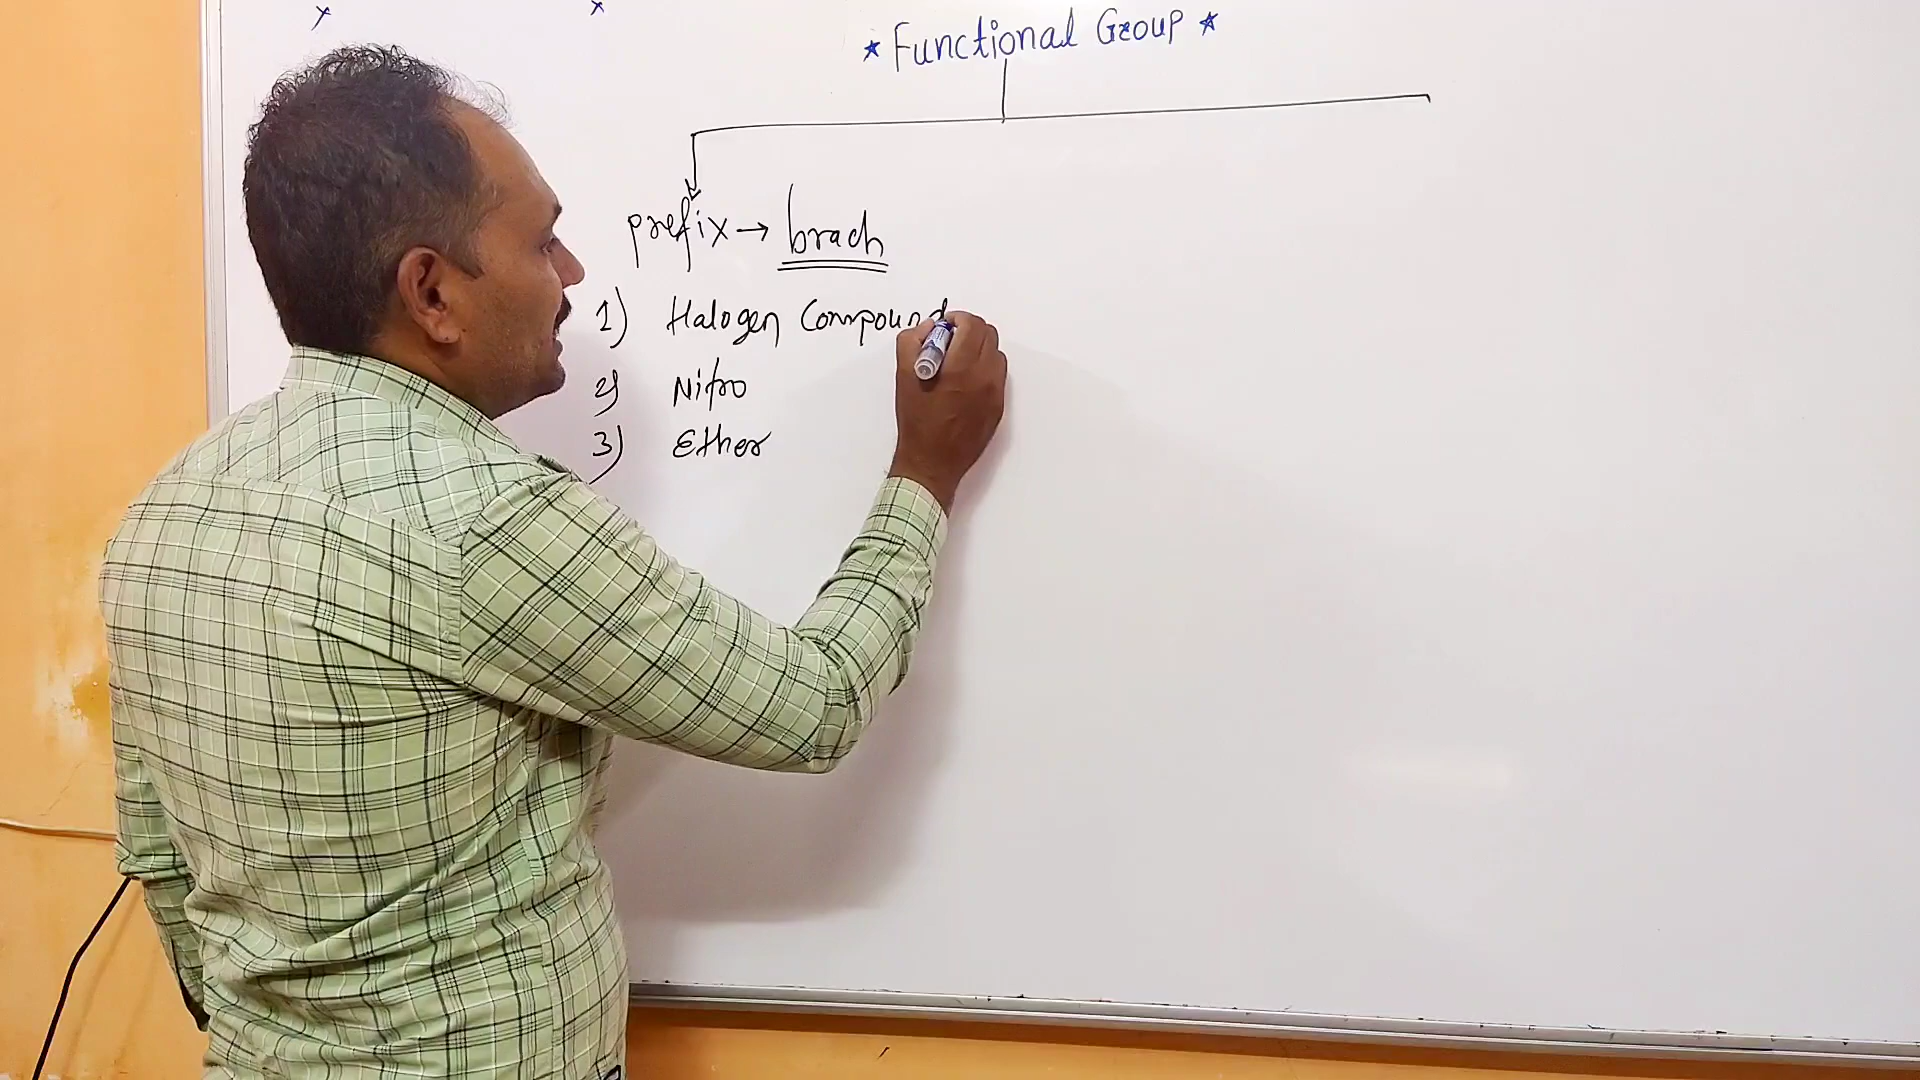 * Functional Group *
prefix → brach
1) Halogen Compound
2) Nitro
3) Ether